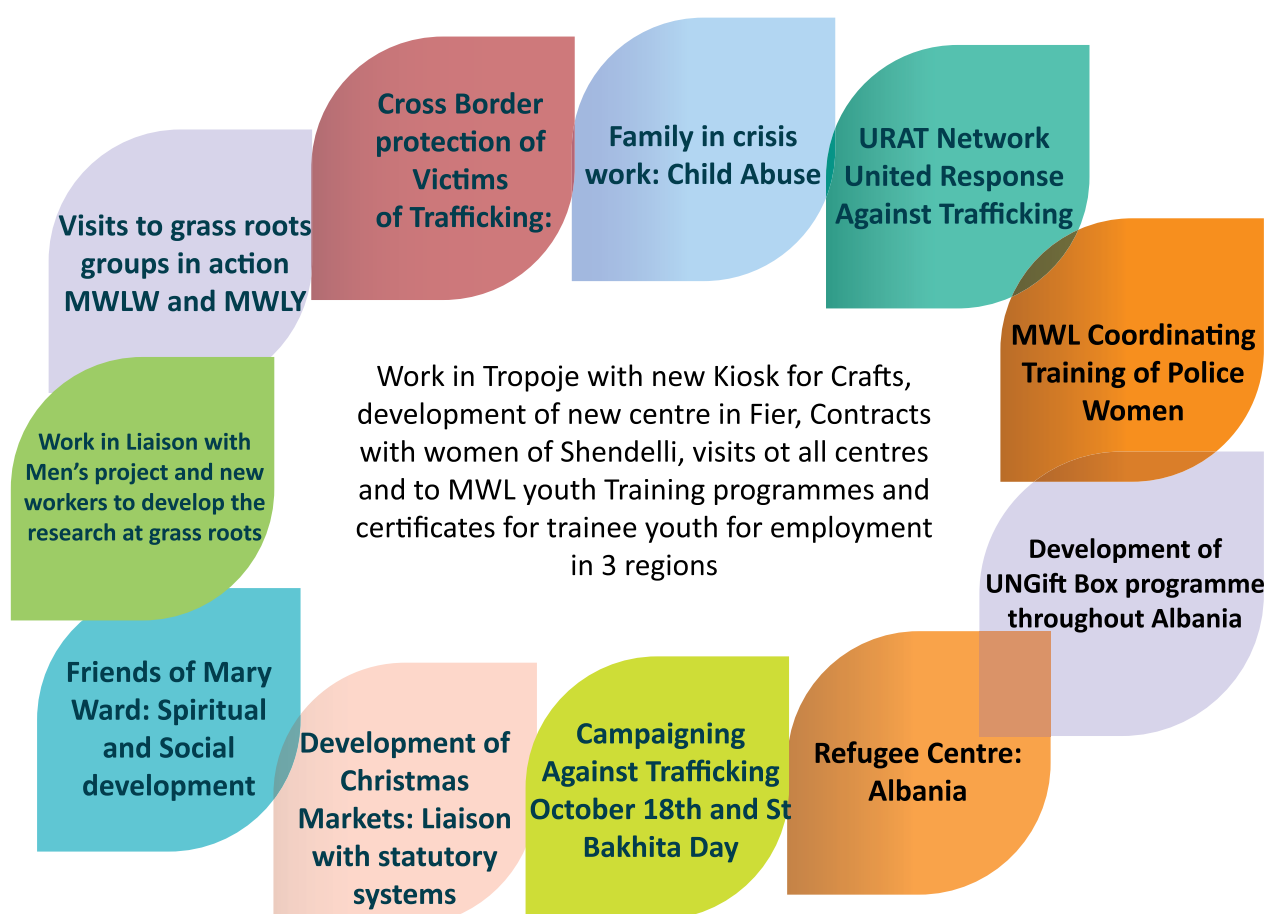 Cross Border
protection of
Victims
of Trafficking:
Family in crisis
work: Child Abuse
URAT Network
United Response
Against Trafficking
Visits to grass roots
groups in action
MWLW and MWLY
MWL Coordinating
Training of Police
Women
Work in Tropoje with new Kiosk for Crafts,
development of new centre in Fier, Contracts
with women of Shendelli, visits ot all centres
and to MWL youth Training programmes and
certificates for trainee youth for employment
in 3 regions
Work in Liaison with
Men’s project and new
workers to develop the
research at grass roots
Development of
UNGift Box programme
throughout Albania
Friends of Mary
Ward: Spiritual
and Social
development
Development of
Christmas
Markets: Liaison
with statutory
systems
Campaigning
Against Trafficking
October 18th and St
Bakhita Day
Refugee Centre:
Albania